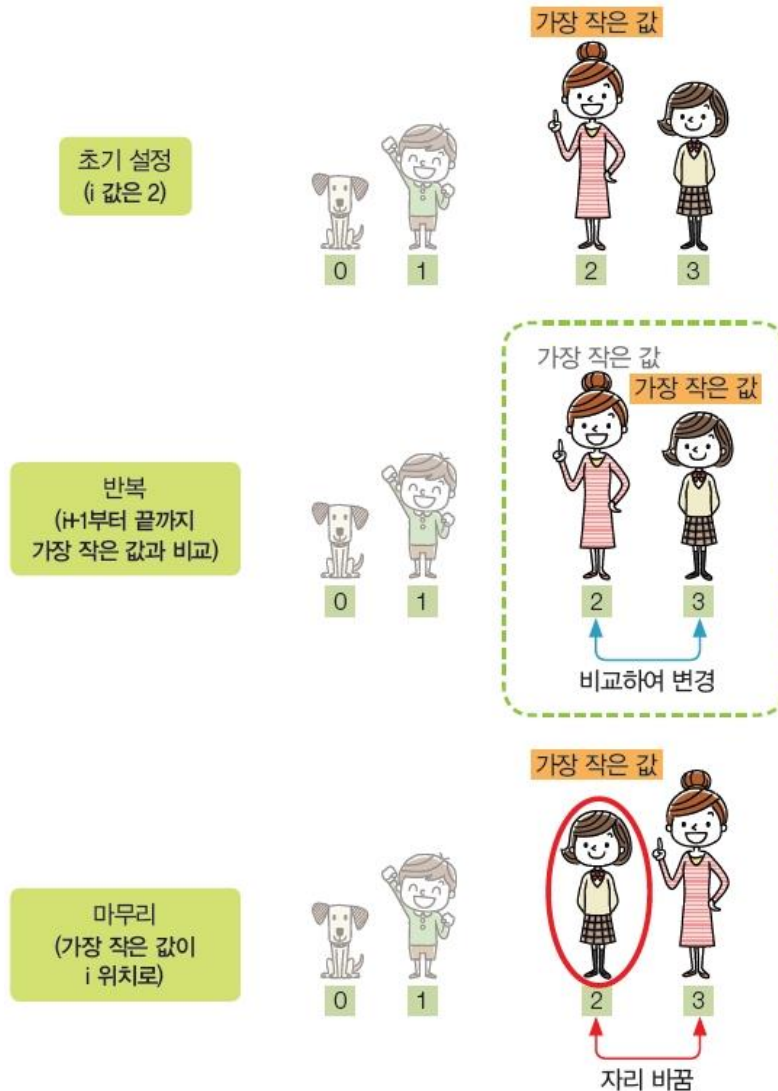 가장 작은 값
초기 설정
(i 값은 2)
0 1 2 3
가장 작은 값
가장 작은 값
반복
(i+1부터 끝까지
가장 작은 값과 비교)
0 1 2 3
비교하여 변경
가장 작은 값
마무리
(가장 작은 값이
i 위치로)
0 1 2 3
자리 바꿈